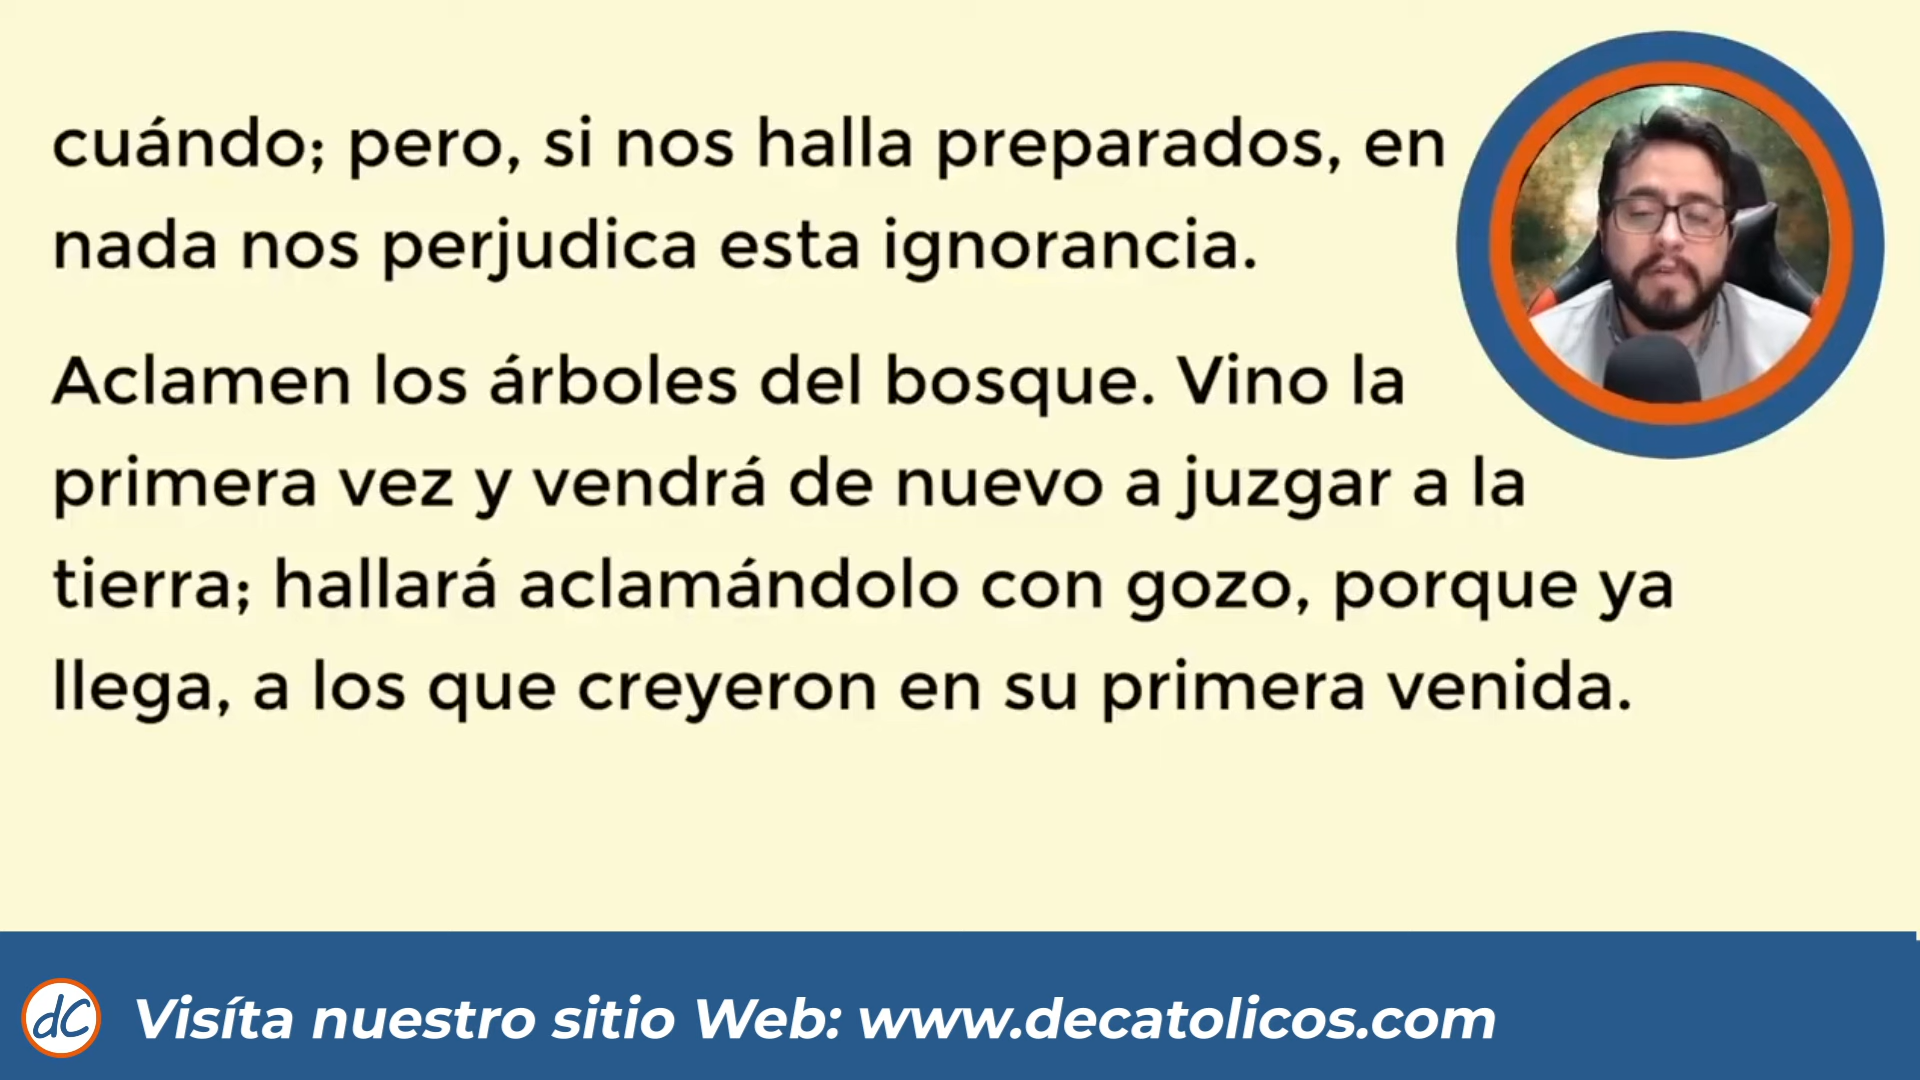 cuándo; pero, si nos halla preparados, en
nada nos perjudica esta ignorancia.
Aclamen los árboles del bosque. Vino la
primera vez y vendrá de nuevo a juzgar a la
tierra; hallará aclamándolo con gozo, porque ya
llega, a los que creyeron en su primera venida.
dC
Visíta nuestro sitio Web: www.decatolicos.com